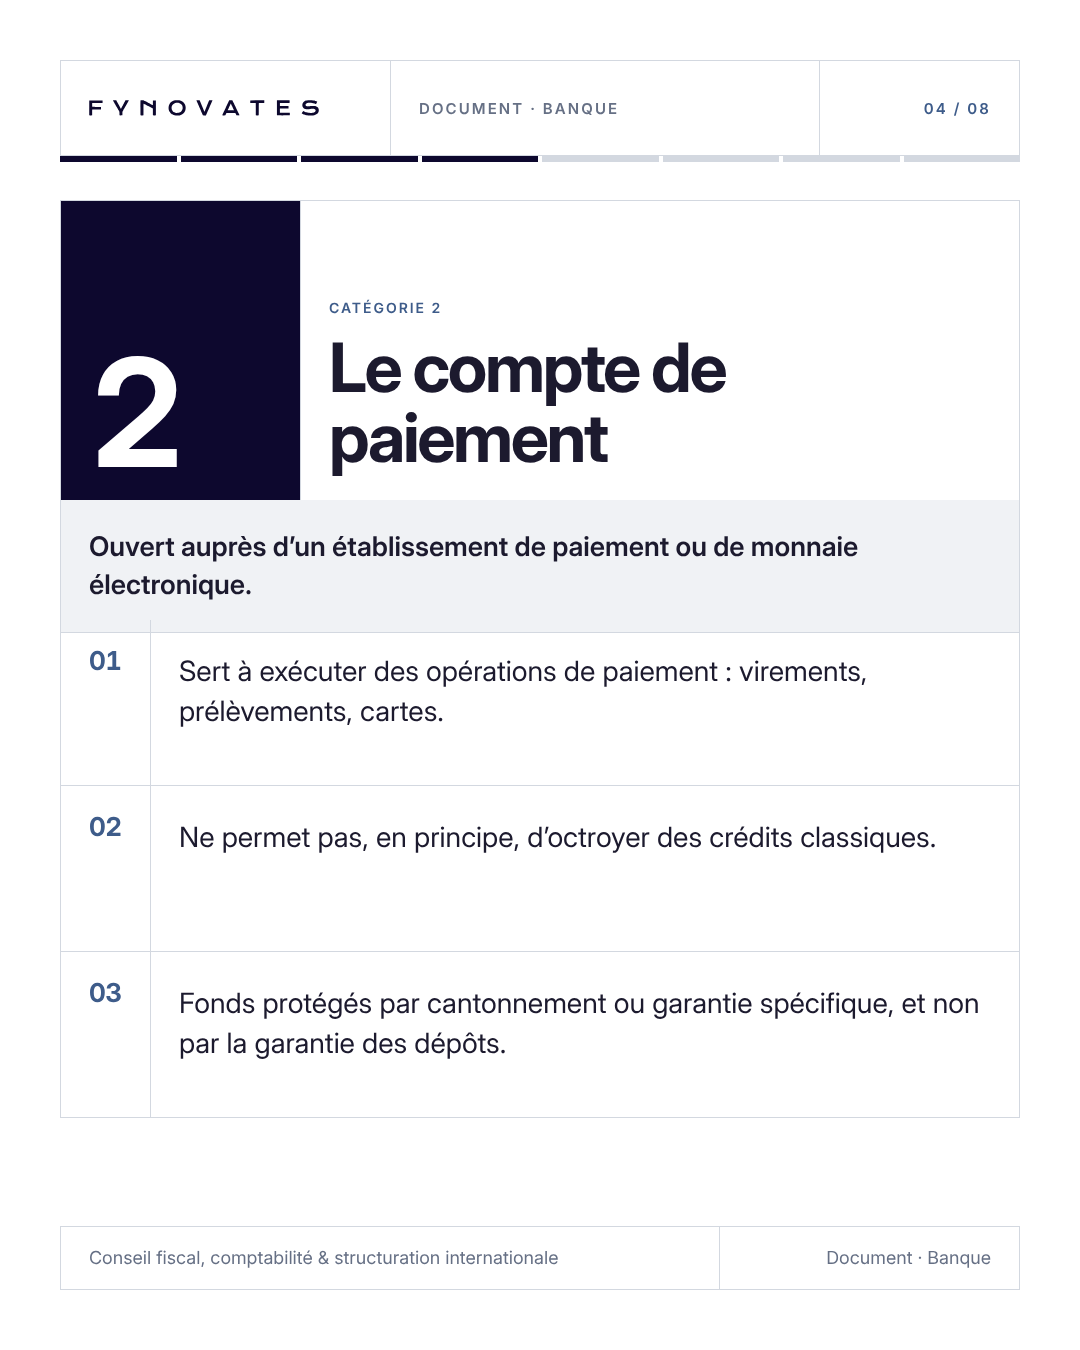 FYNOVATES
DOCUMENT · BANQUE
04 / 08
2
CATÉGORIE 2
Le compte de
paiement
Ouvert auprès d’un établissement de paiement ou de monnaie
électronique.
01
Sert à exécuter des opérations de paiement : virements,
prélèvements, cartes.
02
Ne permet pas, en principe, d’octroyer des crédits classiques.
03
Fonds protégés par cantonnement ou garantie spécifique, et non
par la garantie des dépôts.
Conseil fiscal, comptabilité & structuration internationale
Document · Banque